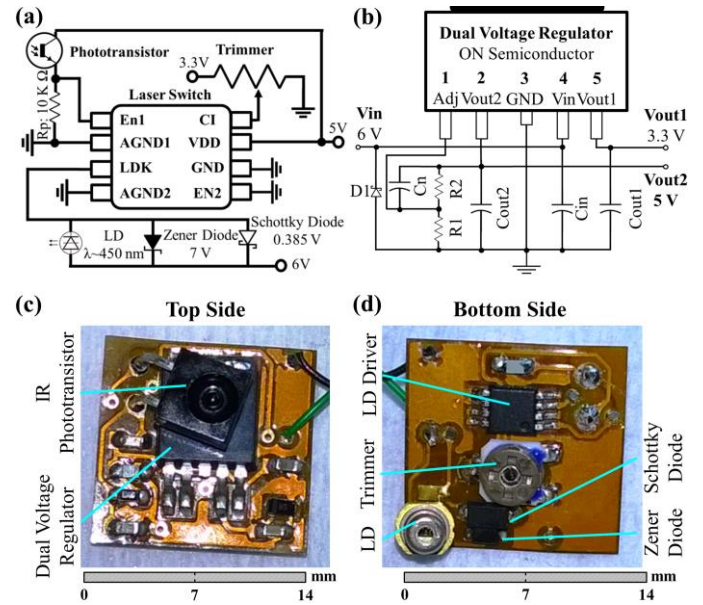 (a)
Phototransistor
Trimmer
3.3V
Rp: 10 K Ω
Laser Switch
En1
CI
AGND1
VDD
5V
LDK
GND
AGND2
EN2
LD
λ~450 nm
Zener Diode
7 V
Schottky Diode
0.385 V
6V
(b)
Dual Voltage Regulator
ON Semiconductor
1 2 3 4 5
Adj Vout2 GND Vin Vout1
Vin
6 V
Vout1
3.3 V
Vout2
5 V
D1
Cn
R2
R1
Cout2
Cin
Cout1
(c)
Top Side
IR
Phototransistor
Dual Voltage
Regulator
0 7 14
mm
(d)
Bottom Side
LD Driver
Trimmer
LD
Schottky
Diode
Zener
Diode
0 7 14
mm